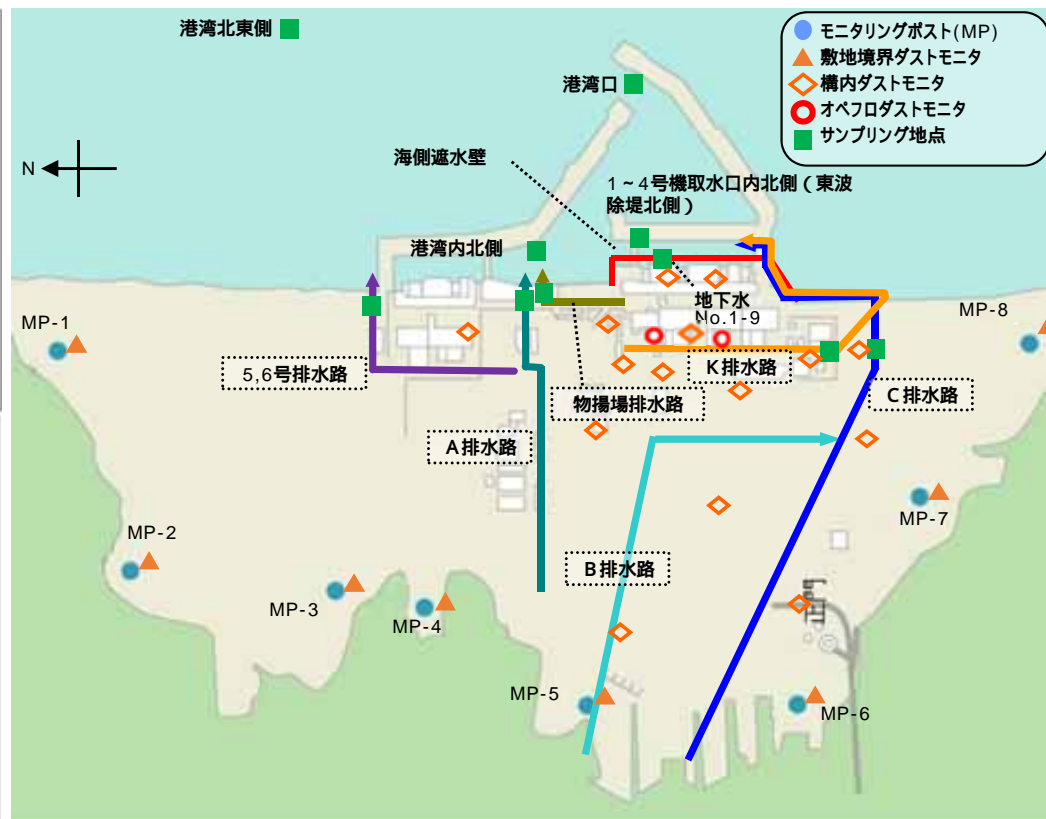 港湾北東側
港湾口
モニタリングポスト(MP)
敷地境界ダストモニタ
構内ダストモニタ
オペフロダストモニタ
サンプリング地点
N
海側遮水壁
1～4号機取水口内北側（東波
除堤北側）
港湾内北側
地下水
No.1-9
MP-1
MP-8
5,6号排水路
K排水路
物揚場排水路
C排水路
A排水路
MP-7
MP-2
B排水路
MP-3
MP-4
正門
MP-5
MP-6